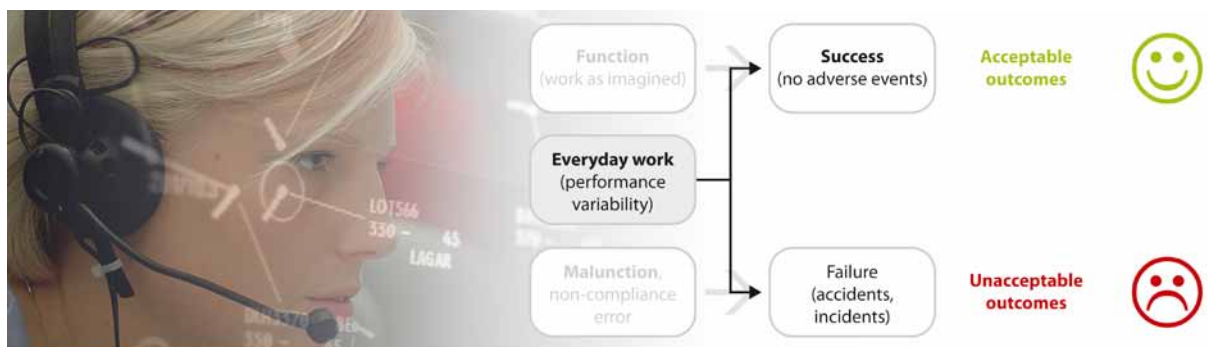 Function
(work as imagined)
Success
(no adverse events)
Acceptable
outcomes
Everyday work
(performance
variability)
LOT566
330 - 45
LAGAR
Malunction,
non-compliance
error
Failure
(accidents,
incidents)
Unacceptable
outcomes